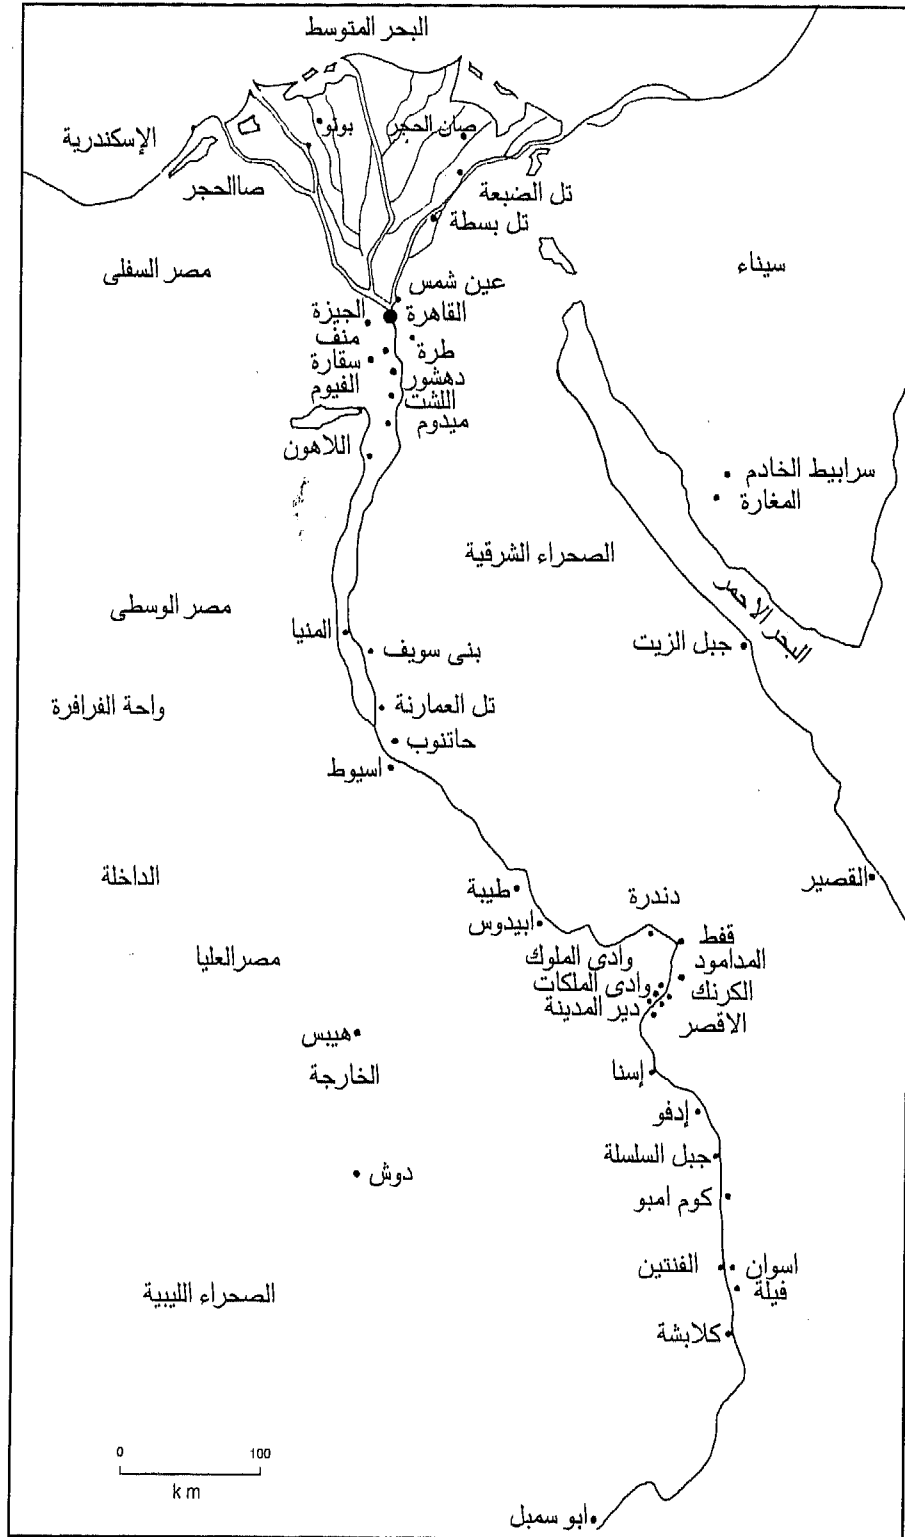 البحر المتوسط
الإسكندرية
بوتو
صان الحجر
صاالحجر
تل الضبعة
تل بسطة
مصر السفلى
سيناء
عين شمس
الجيزة
القاهرة
منف
طرة
سقارة
دهشور
الفيوم
اللشت
ميدوم
اللاهون
سرابيط الخادم
المغارة
الصحراء الشرقية
البحر الاحمر
مصر الوسطى
المنيا
جبل الزيت
بنى سويف
واحة الفرافرة
تل العمارنة
حاتنوب
اسيوط
الداخلة
طيبة
القصير
دندرة
ابيدوس
قفط
مصرالعليا
وادى الملوك
المدامود
وادى الملكات
الكرنك
دير المدينة
الاقصر
هيبس
الخارجة
إسنا
إدفو
جبل السلسلة
دوش
كوم امبو
الفنتين
اسوان
فيلة
الصحراء الليبية
كلابشة
0 100
km
ابو سمبل